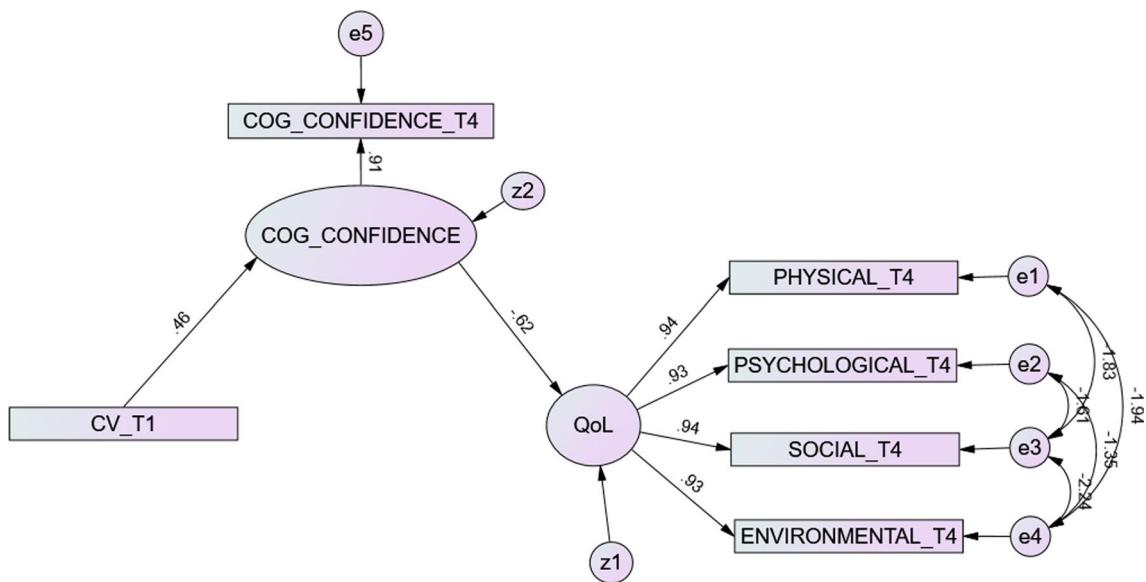 e5
COG_CONFIDENCE_T4
.91
z2
COG_CONFIDENCE
.46
-.62
PHYSICAL_T4
e1
.94
PSYCHOLOGICAL_T4
e2
.93
-1.83
-1.61
-1.94
CV_T1
QoL
.94
SOCIAL_T4
e3
-1.35
.93
-2.24
ENVIRONMENTAL_T4
e4
z1